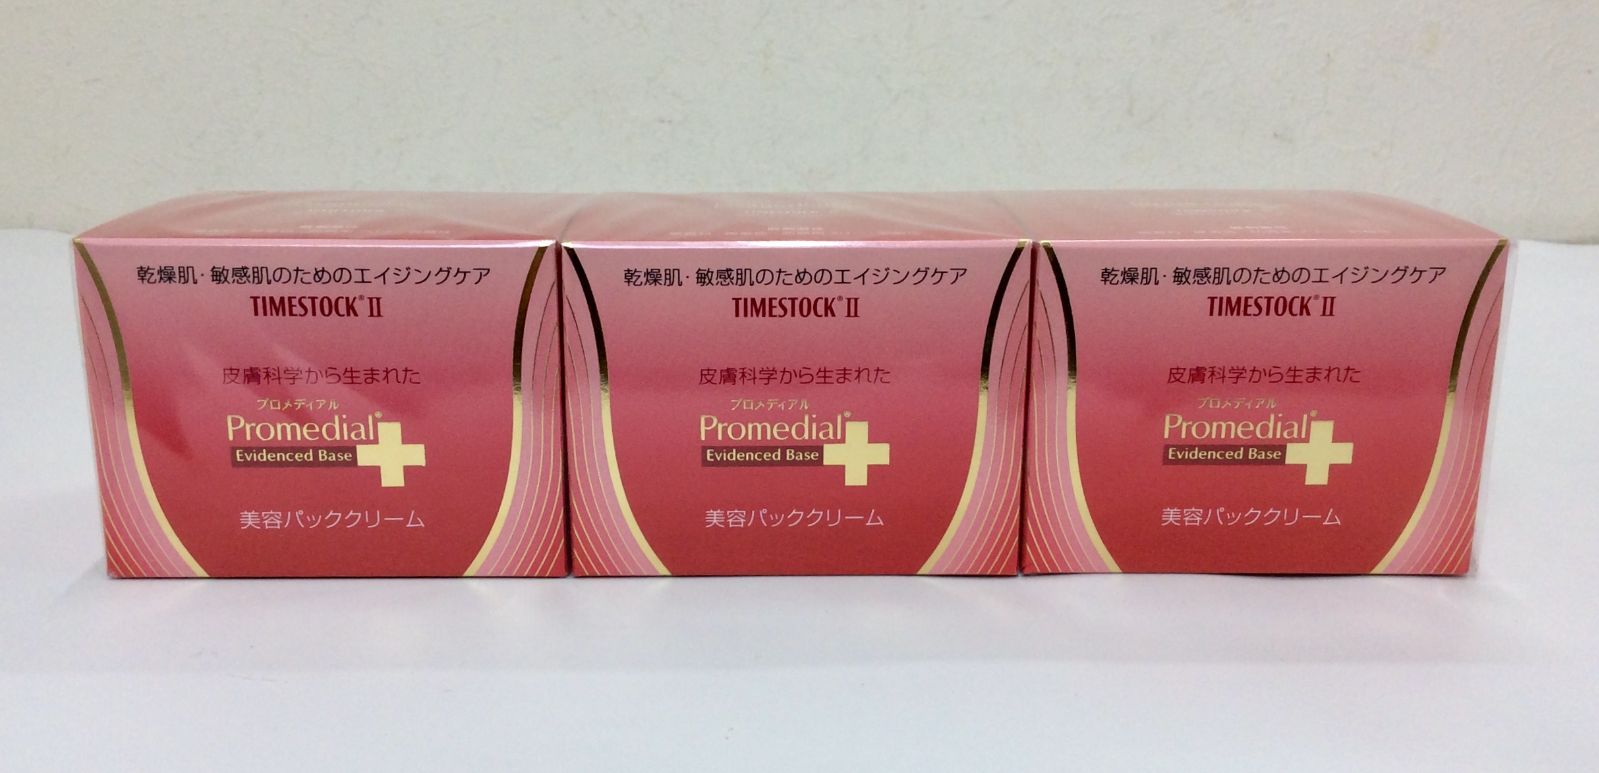 乾燥肌・敏感肌のためのエイジングケア
TIMESTOCK® II
皮膚科学から生まれた
プロメディアル
Promedial®
Evidenced Base
美容パッククリーム
乾燥肌・敏感肌のためのエイジングケア
TIMESTOCK® II
皮膚科学から生まれた
プロメディアル
Promedial®
Evidenced Base
美容パッククリーム
乾燥肌・敏感肌のためのエイジングケア
TIMESTOCK® II
皮膚科学から生まれた
プロメディアル
Promedial®
Evidenced Base
美容パッククリーム